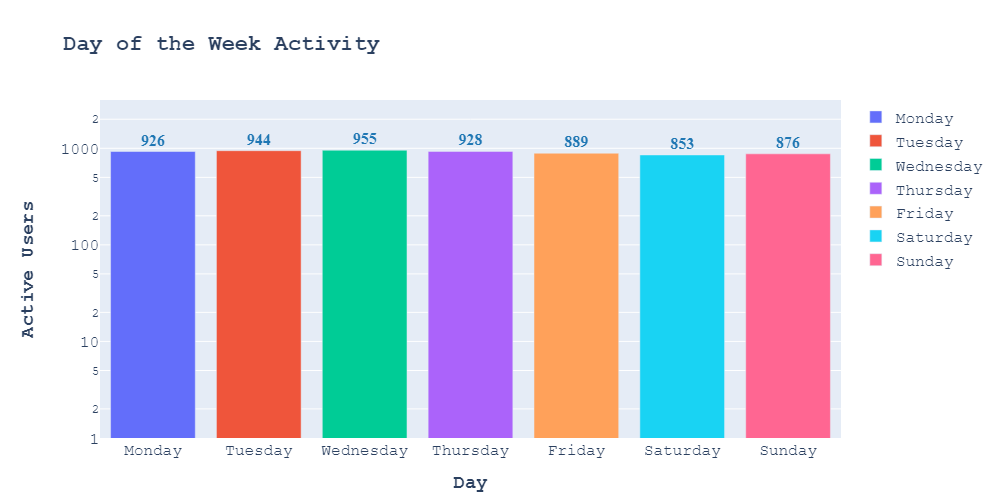 Day of the Week Activity
Active Users
2
1000
5
2
100
5
2
10
5
2
1
926
944
955
928
889
853
876
Monday
Tuesday
Wednesday
Thursday
Friday
Saturday
Sunday
Day
Monday
Tuesday
Wednesday
Thursday
Friday
Saturday
Sunday